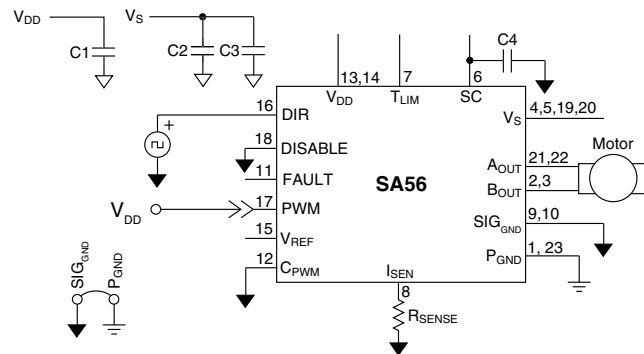 VDD
VS
C1
C2
C3
C4
13,14
7
6
VDD
TLIM
SC
16
DIR
VS
4,5,19,20
+
18
DISABLE
Motor
11
FAULT
SA56
AOUT
21,22
BOUT
2,3
VDD
17
PWM
15
VREF
SIGGND
9,10
12
CPWM
PGND
1, 23
ISEN
8
RSENSE
SIGGND
PGND